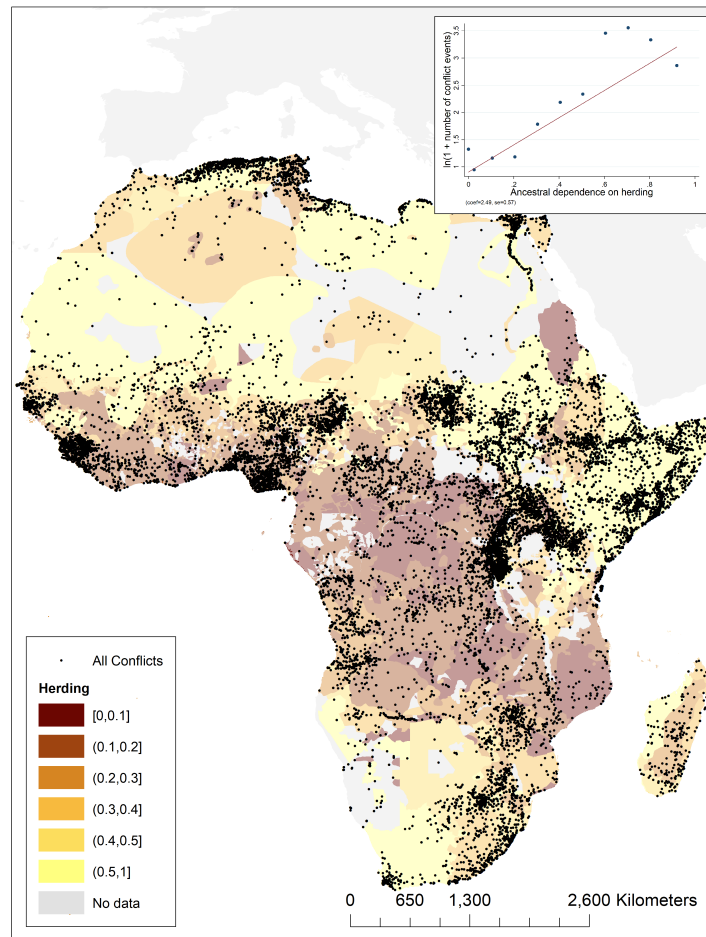 3.5
3
2.5
2
1.5
1
ln(1 + number of conflict events)
0 .2 .4 .6 .8 1
Ancestral dependence on herding
(coef=2.49, se=0.57)
All Conflicts
Herding
[0,0.1]
(0.1,0.2]
(0.2,0.3]
(0.3,0.4]
(0.4,0.5]
(0.5,1]
No data
0 650 1,300 2,600 Kilometers